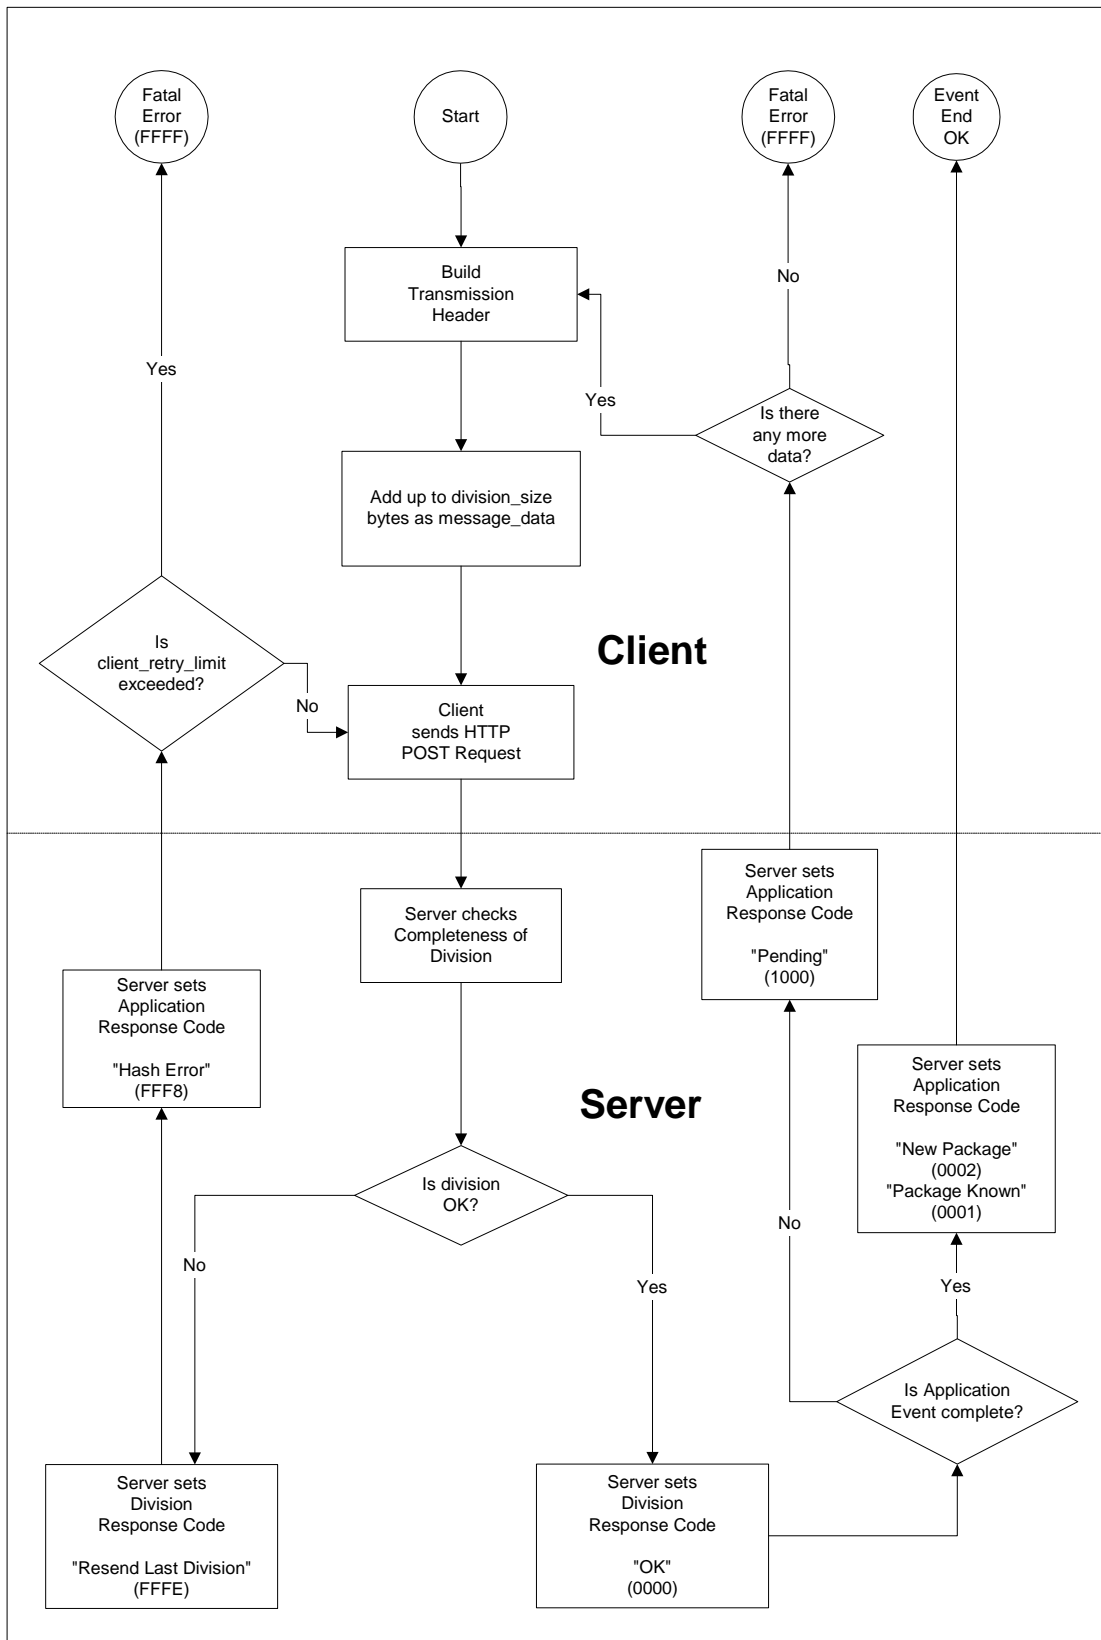 Fatal
Error
(FFFF)
Start
Fatal
Error
(FFFF)
Event
End
OK
Build
Transmission
Header
No
Yes
Yes
Is there
any more
data?
Add up to division_size
bytes as message_data
Is
client_retry_limit
exceeded?
Client
No
Client
sends HTTP
POST Request
Server sets
Application
Response Code
"Pending"
(1000)
Server checks
Completeness of
Division
Server sets
Application
Response Code
"Hash Error"
(FFF8)
Server sets
Application
Response Code
"New Package"
(0002)
"Package Known"
(0001)
Server
Is division
OK?
No
No
Yes
Yes
Is Application
Event complete?
Server sets
Division
Response Code
"Resend Last Division"
(FFFE)
Server sets
Division
Response Code
"OK"
(0000)